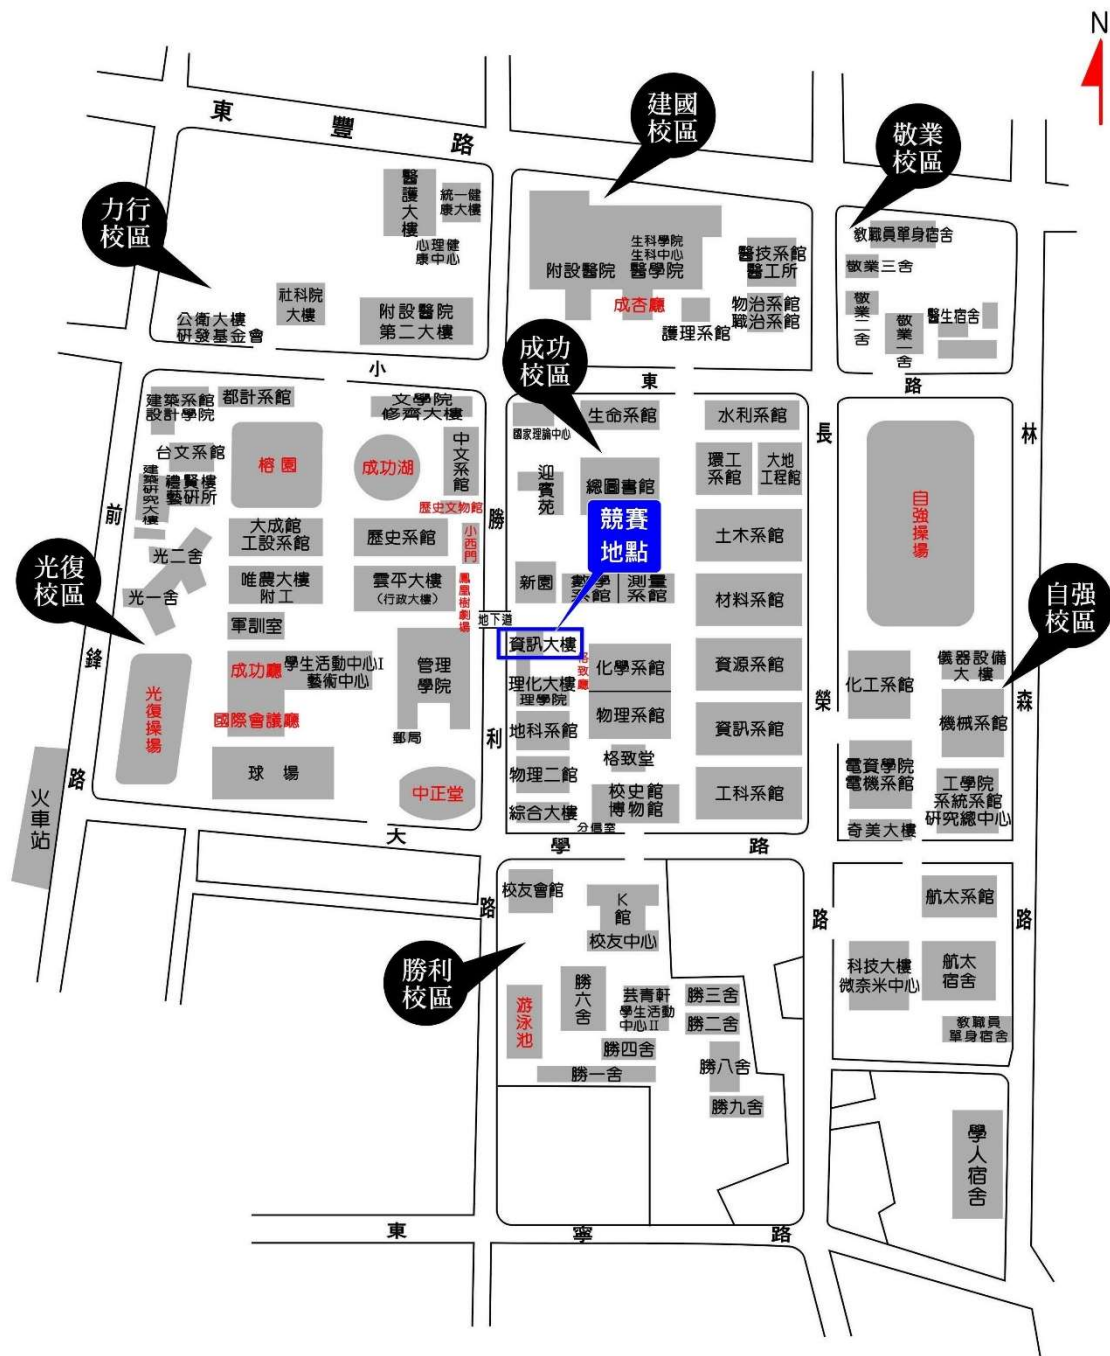 N
東豐路
建國
校區
敬業
校區
力行
校區
醫護大樓
統一健
康大樓
心理健
康中心
社科院
大樓
附設醫院
第二大樓
公衛大樓
研發基金會
生科學院
生科中心
附設醫院
醫學院
成杏廳
醫技系館
醫工所
物治系館
職治系館
護理系館
教職員單身宿舍
敬業三舍
敬業二舍
敬業一舍
醫生宿舍
成功
校區
小東路
建築系館
設計學院
都計系館
文學院
修齊大樓
台文系館
榕園
成功湖
中文系館
建築研究大樓
禮賢樓
藝研所
歷史文物館
大成館
工設系館
歷史系館
小西門
光二舍
光一舍
唯農大樓
附工
雲平大樓
(行政大樓)
鳳凰樹劇場
地下道
軍訓室
光復
校區
成功廳
學生活動中心I
藝術中心
管理
學院
光復操場
國際會議廳
郵局
球場
中正堂
火車站
前鋒路
勝利路
國家理論中心
生命系館
水利系館
迎賓苑
總圖書館
環工
系館
大地
工程館
競賽
地點
土木系館
新園
數學
系館
測量
系館
材料系館
資訊大樓
格致廳
化學系館
資源系館
理化大樓
理學院
物理系館
地科系館
資訊系館
格致堂
物理二館
校史館
博物館
工科系館
綜合大樓
分信室
大學路
長榮路
林森路
自強操場
自強
校區
儀器設備
大樓
化工系館
機械系館
電資學院
電機系館
工學院
系統系館
研究總中心
奇美大樓
校友會館
K
館
校友中心
航太系館
勝利
校區
科技大樓
微奈米中心
航太
宿舍
游泳池
勝六舍
芸青軒
學生活動
中心II
勝三舍
勝二舍
教職員
單身宿舍
勝四舍
勝一舍
勝八舍
勝九舍
學人宿舍
東寧路